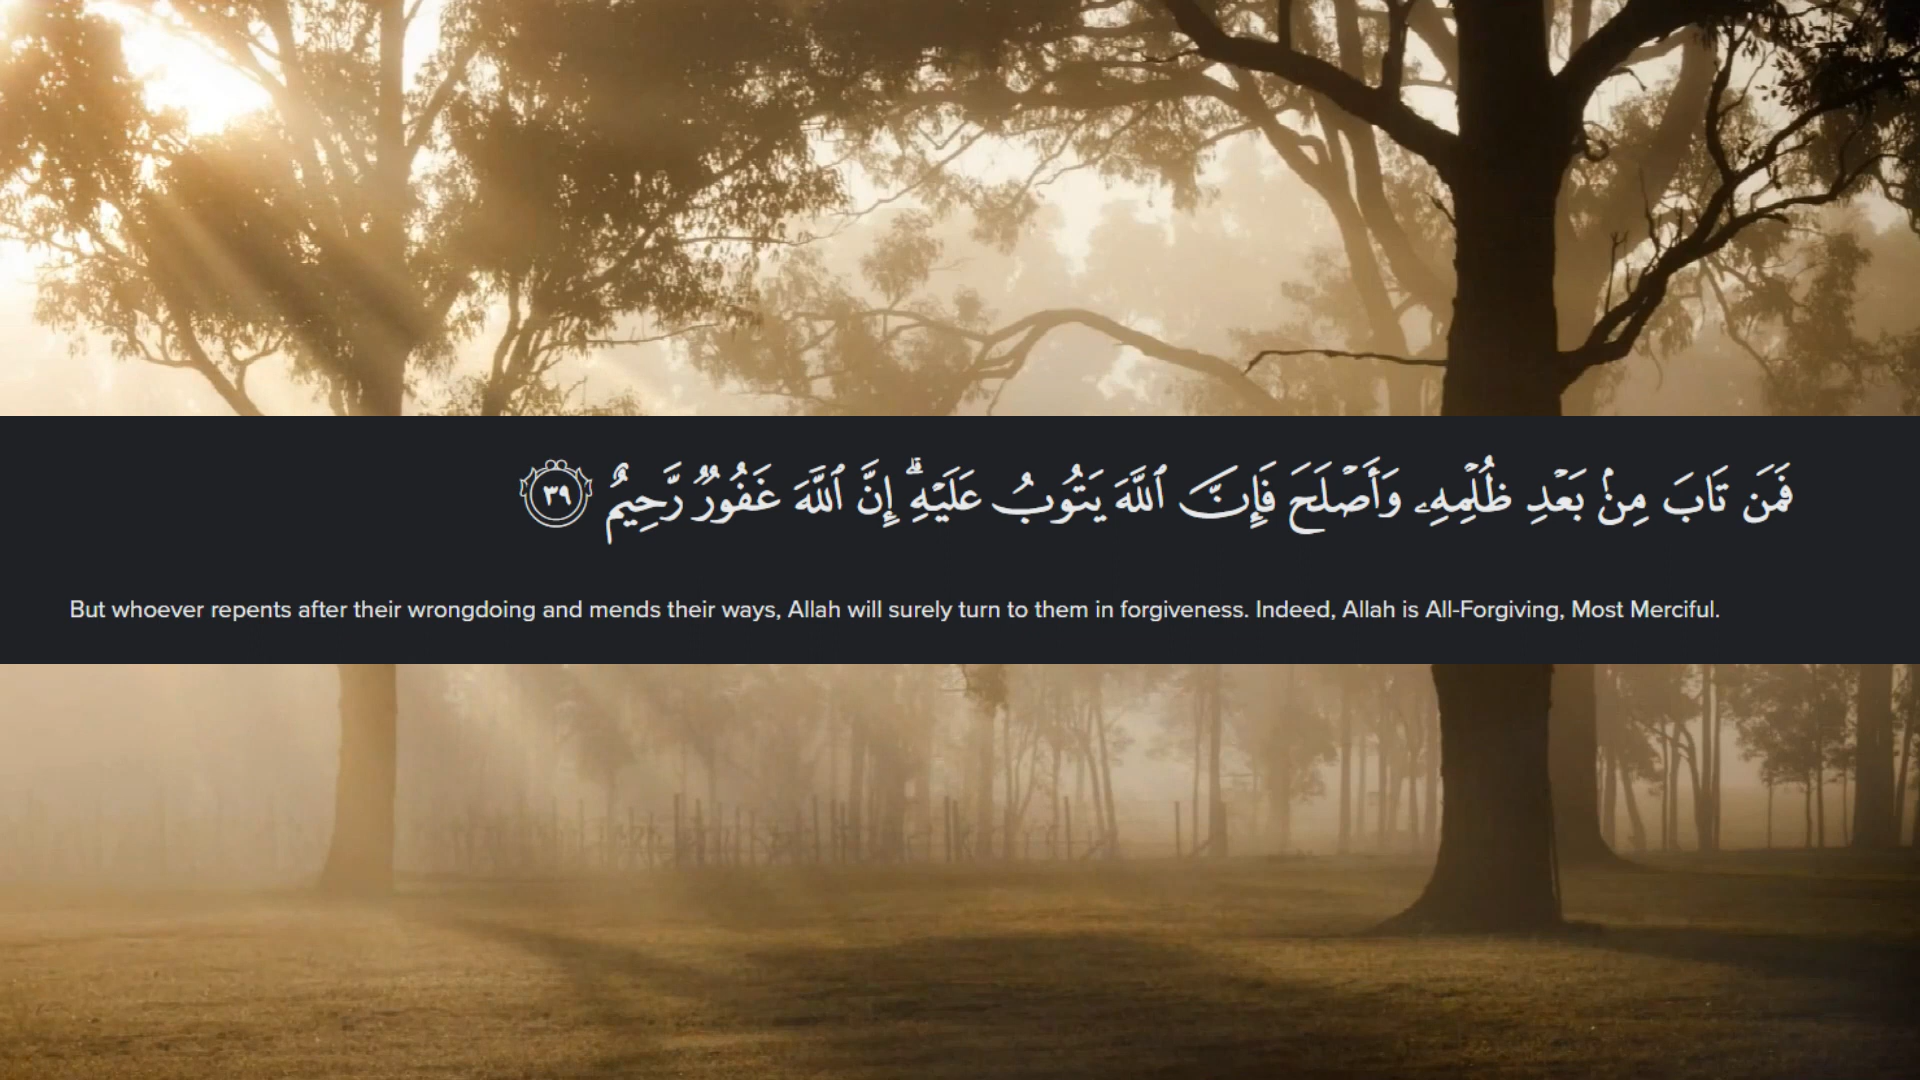 فَمَن تَابَ مِنۢ بَعْدِ ظُلْمِهِۦ وَأَصْلَحَ فَإِنَّ ٱللَّهَ يَتُوبُ عَلَيْهِ ۗ إِنَّ ٱللَّهَ غَفُورٌۭ رَّحِيمٌ ٣٩
But whoever repents after their wrongdoing and mends their ways, Allah will surely turn to them in forgiveness. Indeed, Allah is All-Forgiving, Most Merciful.